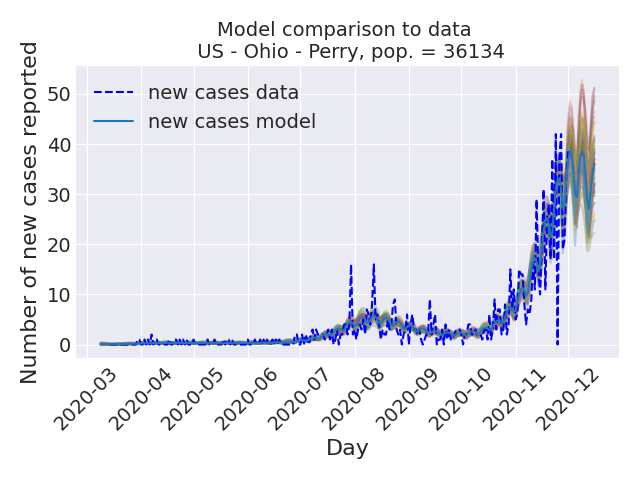 Model comparison to data
US - Ohio - Perry, pop. = 36134
new cases data
new cases model
Number of new cases reported
50
40
30
20
10
0
2020-03
2020-04
2020-05
2020-06
2020-07
2020-08
2020-09
2020-10
2020-11
2020-12
Day